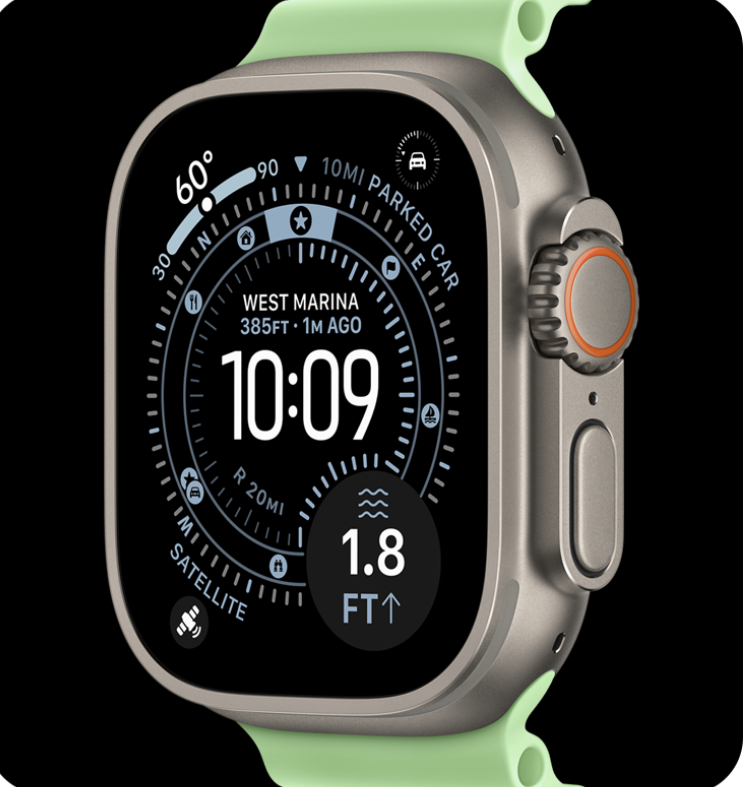 60°
30
90
10MI PARKED CAR
N
E
WEST MARINA
385FT · 1M AGO
10:09
R 20MI
M
SATELLITE
1.8
FT↑